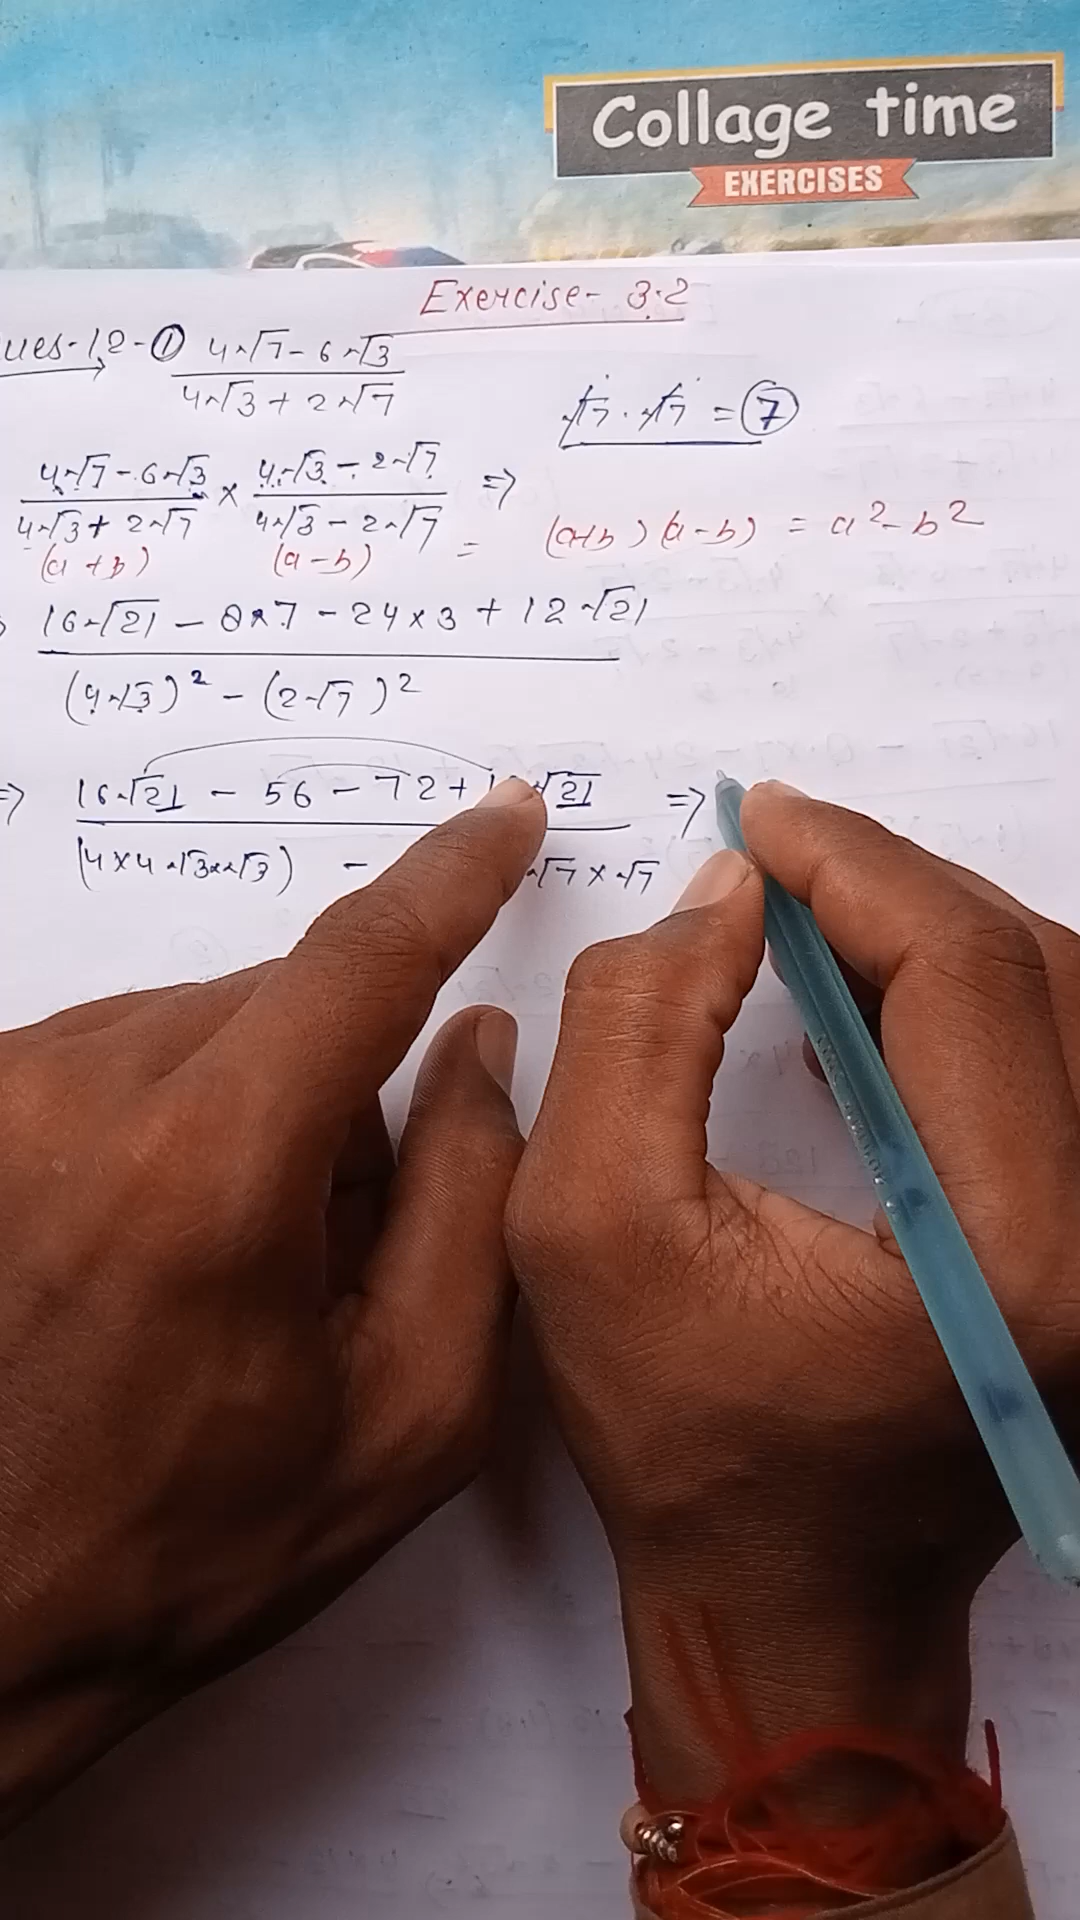 Collage time
EXERCISES
Exercise- 3.2
ues-12-① (4√7-6√3)/(4√3+2√7)
√7·√7 = ⑦
(4√7-6√3)/(4√3+2√7) × (4√3-2√7)/(4√3-2√7) ⇒
(a+b) (a-b) = (a+b)(a-b) = a²-b²
(16√21 - 8×7 - 24×3 + 12√21)/((4√3)² - (2√7)²)
⇒ 16√21 - 56 - 72 + √21 ⇒
(4×4√3×√3) - √7×√7